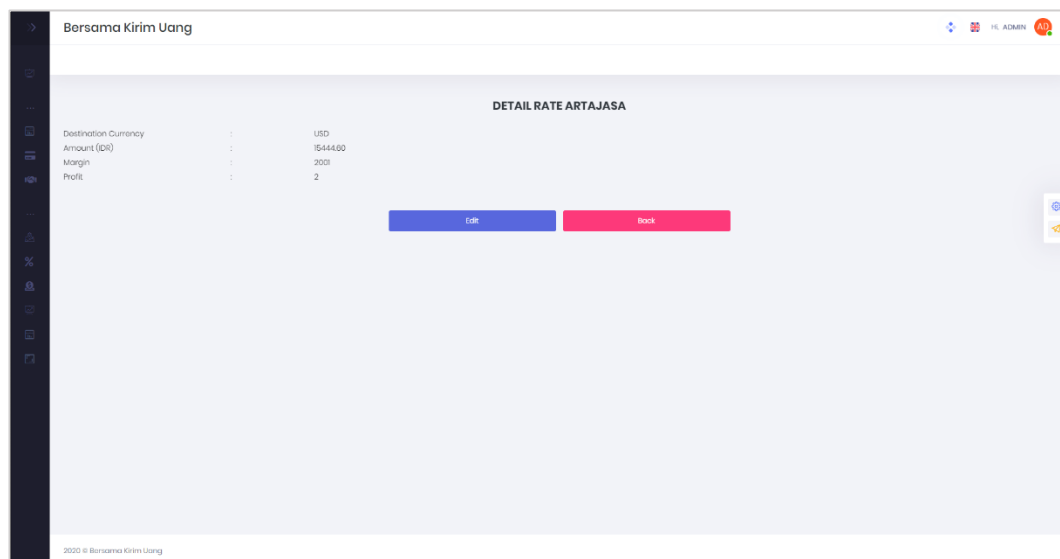 Bersama Kirim Uang
Hi, ADMIN AD
DETAIL RATE ARTAJASA
Destination Currency : USD
Amount (IDR) : 15444.60
Margin : 2001
Profit : 2
Edit Back
2020 © Bersama Kirim Uang